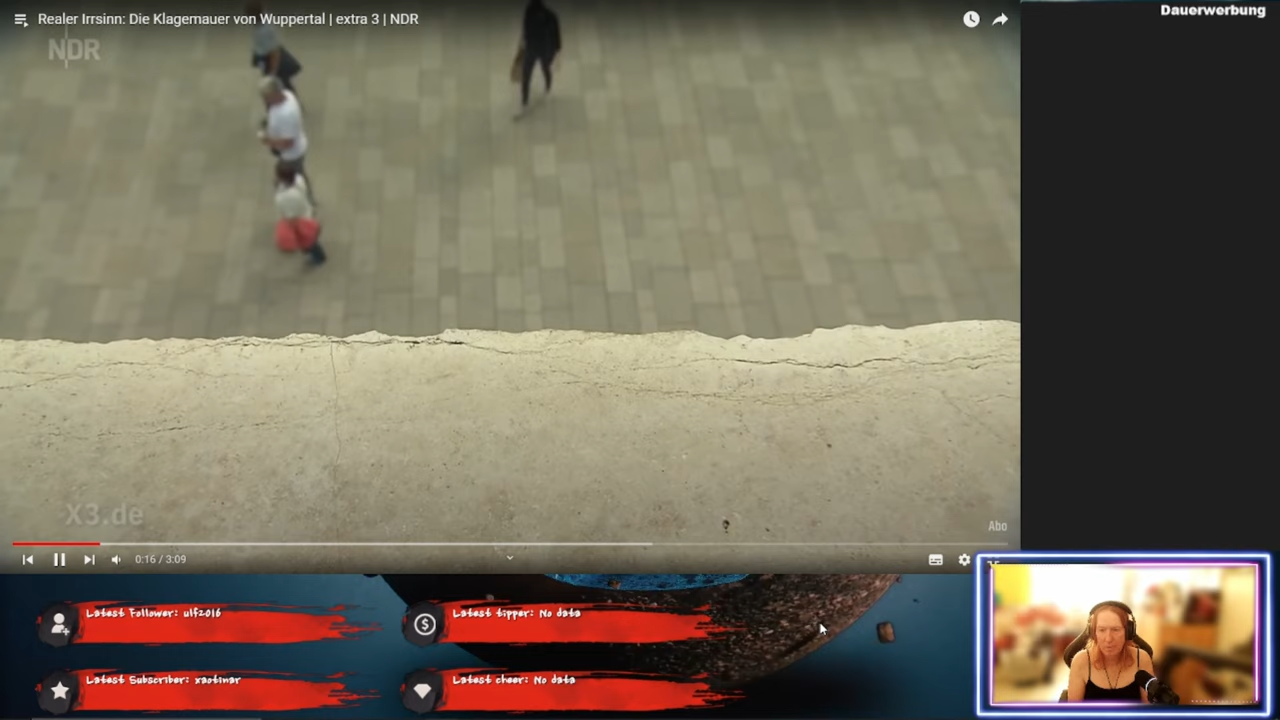 Realer Irrsinn: Die Klagemauer von Wuppertal | extra 3 | NDR
Dauerwerbung
NDR
X3.de
Abo
0:16 / 3:09
Latest Follower: ulf2016
Latest tipper: No data
Latest Subscriber: xaotinar
Latest cheer: No data